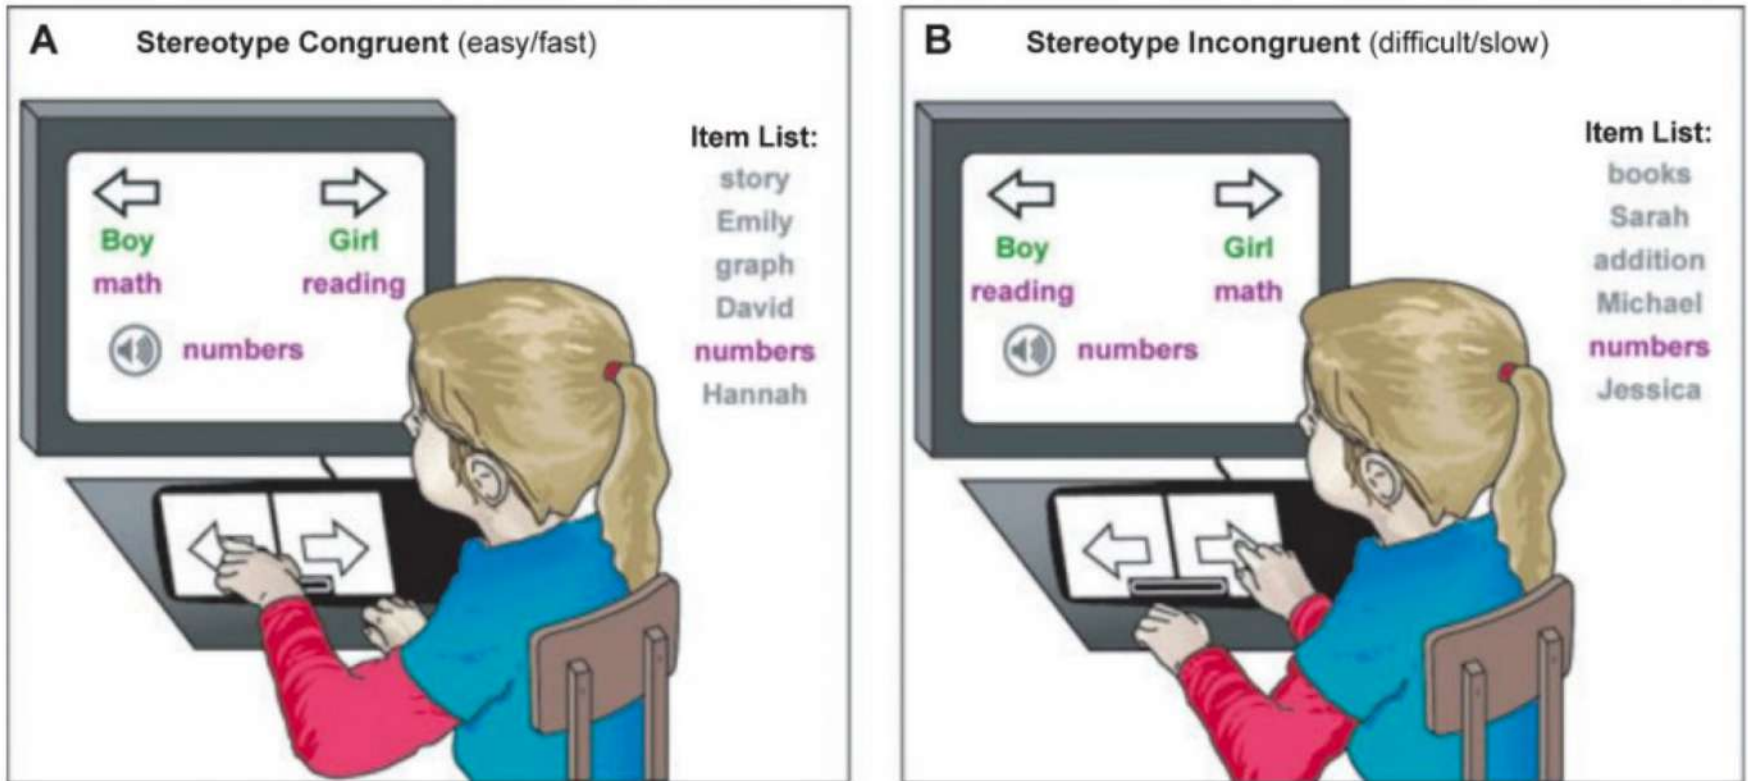 A Stereotype Congruent (easy/fast)
Boy Girl
math reading
numbers
Item List:
story
Emily
graph
David
numbers
Hannah
B Stereotype Incongruent (difficult/slow)
Boy Girl
reading math
numbers
Item List:
books
Sarah
addition
Michael
numbers
Jessica